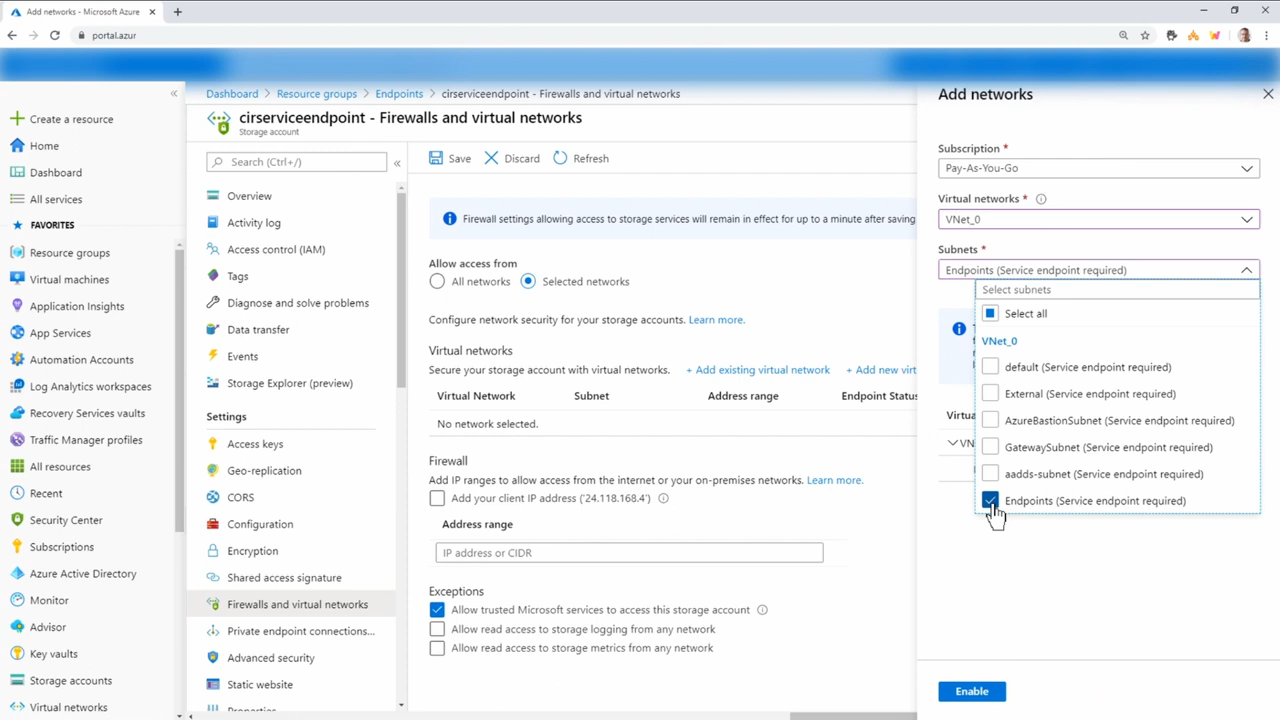 Add networks - Microsoft Azure
portal.azur
Create a resource
Home
Dashboard
All services
FAVORITES
Resource groups
Virtual machines
Application Insights
App Services
Automation Accounts
Log Analytics workspaces
Recovery Services vaults
Traffic Manager profiles
All resources
Recent
Security Center
Subscriptions
Azure Active Directory
Monitor
Advisor
Key vaults
Storage accounts
Virtual networks
Dashboard > Resource groups > Endpoints > cirserviceendpoint - Firewalls and virtual networks
cirserviceendpoint - Firewalls and virtual networks
Storage account
Search (Ctrl+/)
Overview
Activity log
Access control (IAM)
Tags
Diagnose and solve problems
Data transfer
Events
Storage Explorer (preview)
Settings
Access keys
Geo-replication
CORS
Configuration
Encryption
Shared access signature
Firewalls and virtual networks
Private endpoint connections...
Advanced security
Static website
Properties
Save Discard Refresh
Firewall settings allowing access to storage services will remain in effect for up to a minute after saving
Allow access from
All networks Selected networks
Configure network security for your storage accounts. Learn more.
Virtual networks
Secure your storage account with virtual networks. + Add existing virtual network + Add new virt
Virtual Network Subnet Address range Endpoint Status
No network selected.
Firewall
Add IP ranges to allow access from the internet or your on-premises networks. Learn more.
Add your client IP address ('24.118.168.4')
Address range
IP address or CIDR
Exceptions
Allow trusted Microsoft services to access this storage account
Allow read access to storage logging from any network
Allow read access to storage metrics from any network
Add networks
Subscription *
Pay-As-You-Go
Virtual networks *
VNet_0
Subnets *
Endpoints (Service endpoint required)
Select subnets
Select all
VNet_0
default (Service endpoint required)
External (Service endpoint required)
AzureBastionSubnet (Service endpoint required)
GatewaySubnet (Service endpoint required)
aadds-subnet (Service endpoint required)
Endpoints (Service endpoint required)
Virtua
VN
Enable